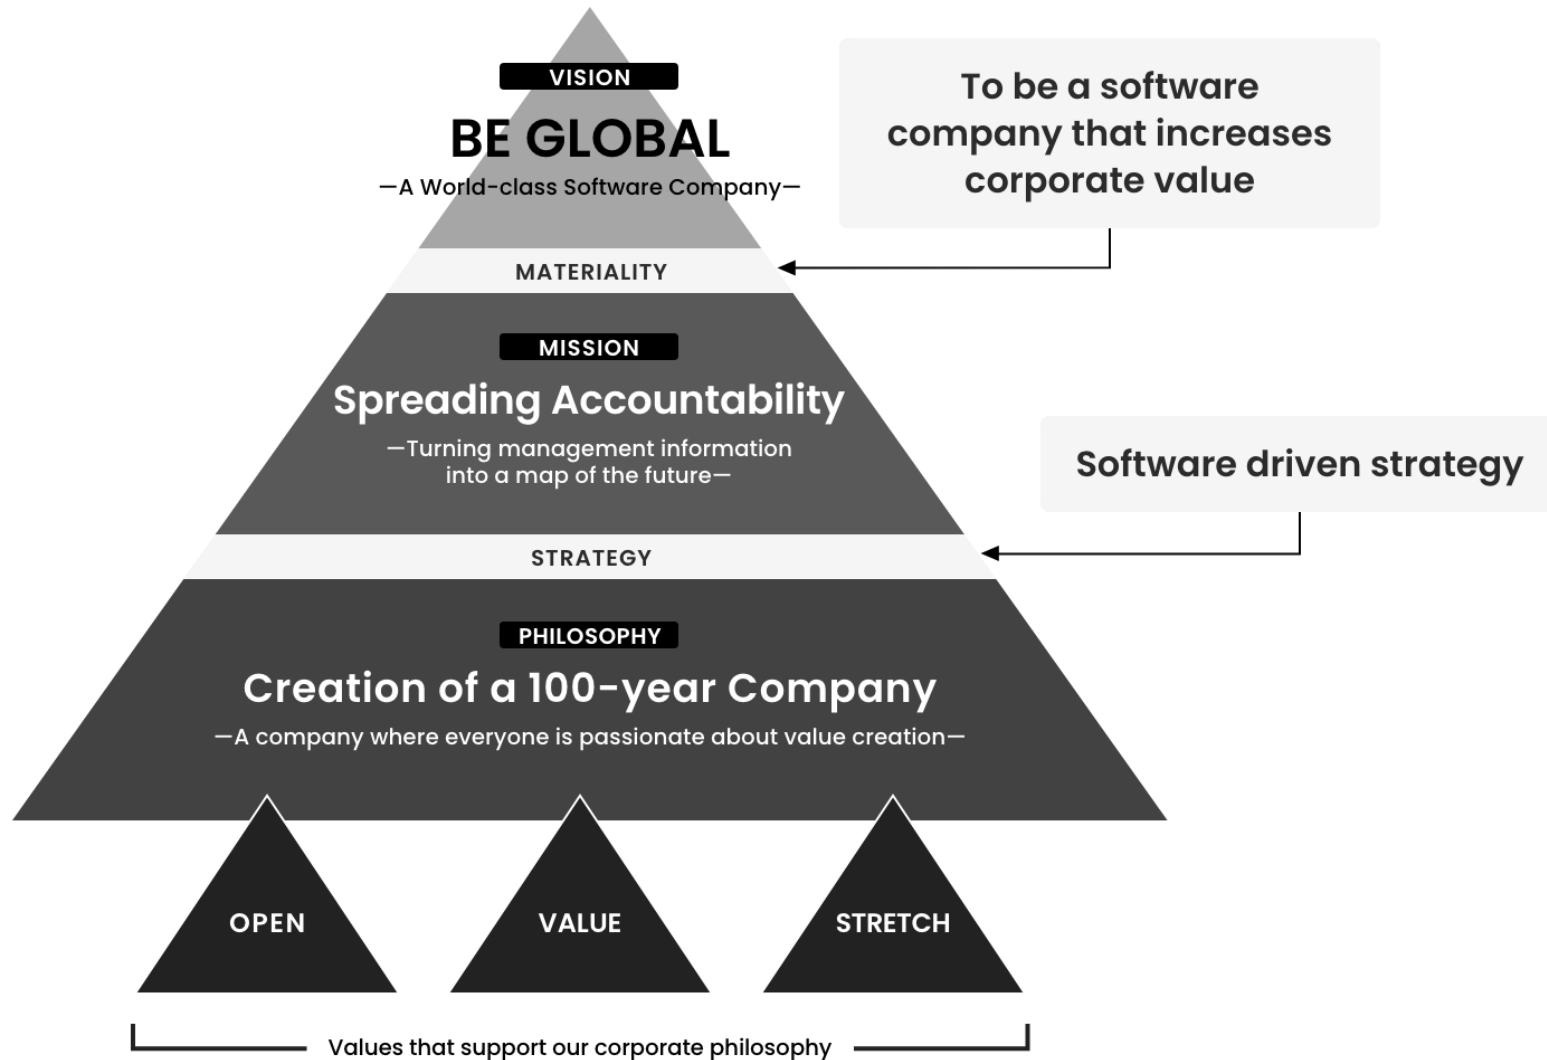 VISION
BE GLOBAL
—A World-class Software Company—
To be a software
company that increases
corporate value
MATERIALITY
MISSION
Spreading Accountability
—Turning management information
into a map of the future—
Software driven strategy
STRATEGY
PHILOSOPHY
Creation of a 100-year Company
—A company where everyone is passionate about value creation—
OPEN
VALUE
STRETCH
Values that support our corporate philosophy